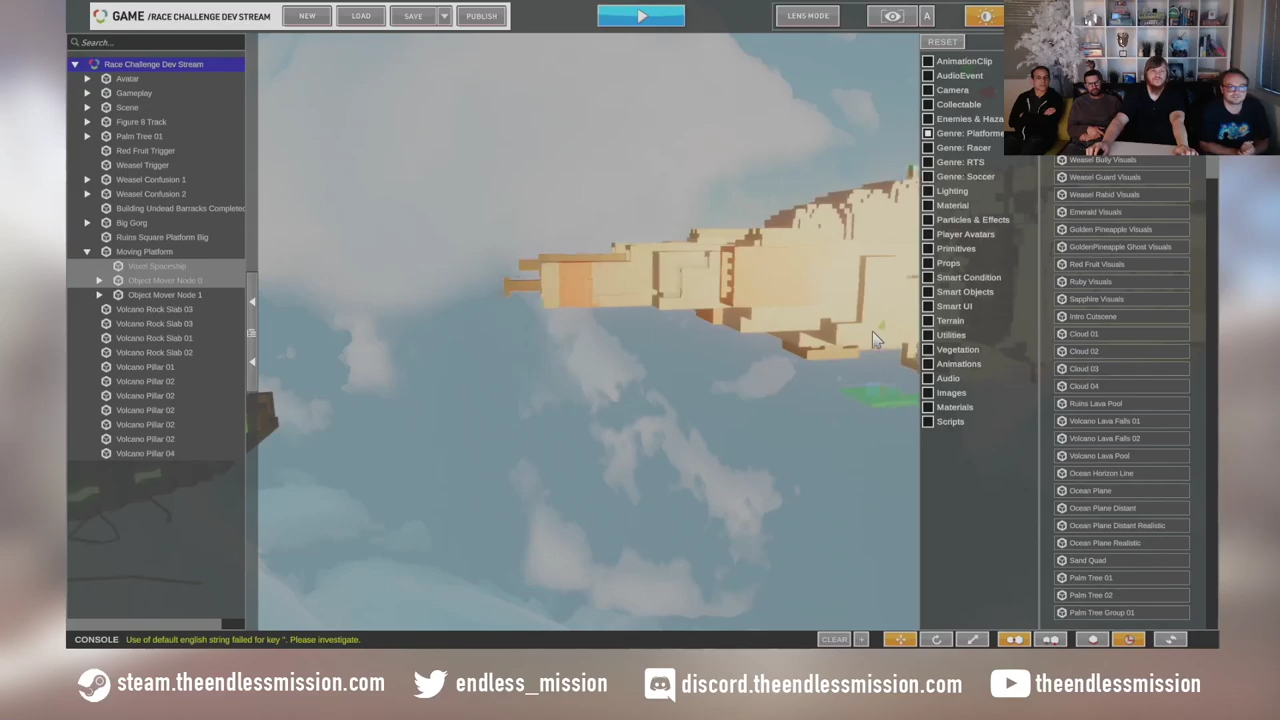 GAME /RACE CHALLENGE DEV STREAM
NEW
LOAD
SAVE
PUBLISH
LENS MODE
A
Search...
Race Challenge Dev Stream
Avatar
Gameplay
Scene
Figure 8 Track
Palm Tree 01
Red Fruit Trigger
Weasel Trigger
Weasel Confusion 1
Weasel Confusion 2
Building Undead Barracks Completed
Big Gorg
Ruins Square Platform Big
Moving Platform
Voxel Spaceship
Object Mover Node 0
Object Mover Node 1
Volcano Rock Slab 03
Volcano Rock Slab 03
Volcano Rock Slab 01
Volcano Rock Slab 02
Volcano Pillar 01
Volcano Pillar 02
Volcano Pillar 02
Volcano Pillar 02
Volcano Pillar 02
Volcano Pillar 02
Volcano Pillar 04
RESET
AnimationClip
AudioEvent
Camera
Collectable
Enemies & Haza
Genre: Platforme
Genre: Racer
Genre: RTS
Genre: Soccer
Lighting
Material
Particles & Effects
Player Avatars
Primitives
Props
Smart Condition
Smart Objects
Smart UI
Terrain
Utilities
Vegetation
Animations
Audio
Images
Materials
Scripts
Weasel Bully Visuals
Weasel Guard Visuals
Weasel Rabid Visuals
Emerald Visuals
Golden Pineapple Visuals
GoldenPineapple Ghost Visuals
Red Fruit Visuals
Ruby Visuals
Sapphire Visuals
Intro Cutscene
Cloud 01
Cloud 02
Cloud 03
Cloud 04
Ruins Lava Pool
Volcano Lava Falls 01
Volcano Lava Falls 02
Volcano Lava Pool
Ocean Horizon Line
Ocean Plane
Ocean Plane Distant
Ocean Plane Distant Realistic
Ocean Plane Realistic
Sand Quad
Palm Tree 01
Palm Tree 02
Palm Tree Group 01
CONSOLE Use of default english string failed for key ''. Please investigate.
CLEAR +
steam.theendlessmission.com
endless_mission
discord.theendlessmission.com
theendlessmission